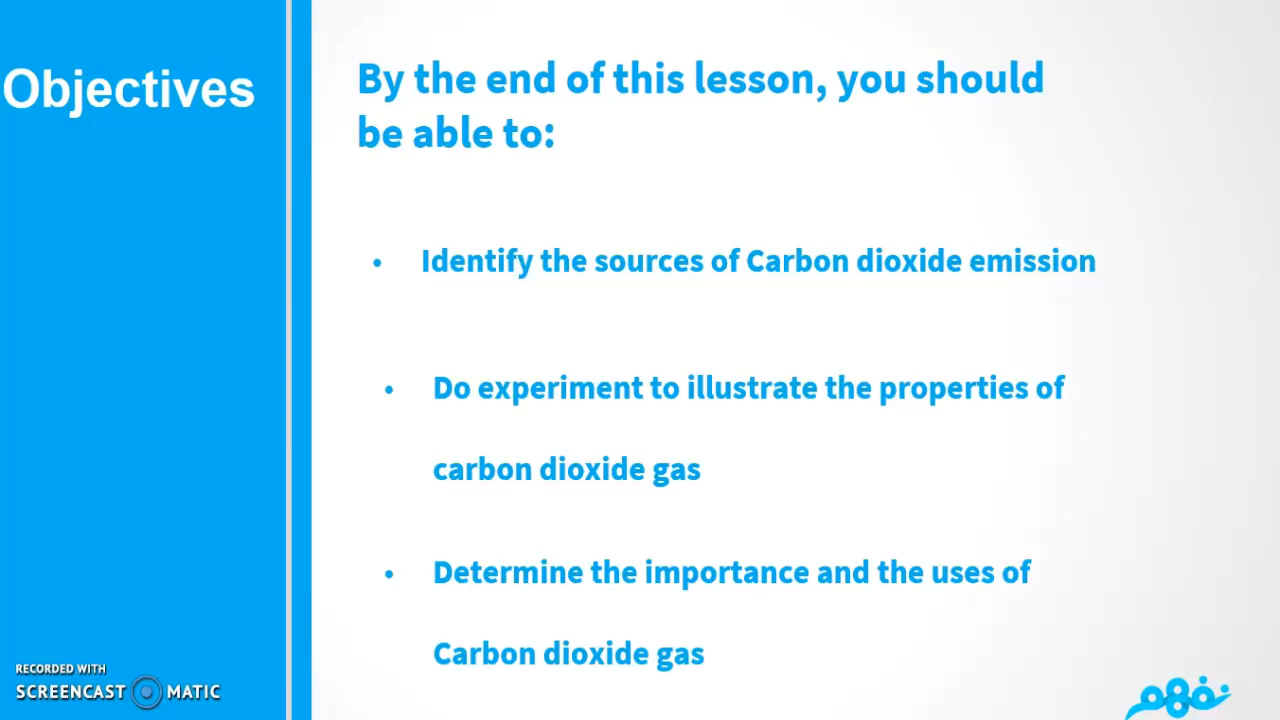 Objectives
By the end of this lesson, you should
be able to:
• Identify the sources of Carbon dioxide emission
• Do experiment to illustrate the properties of
carbon dioxide gas
• Determine the importance and the uses of
Carbon dioxide gas
RECORDED WITH
SCREENCAST MATIC
نفهم